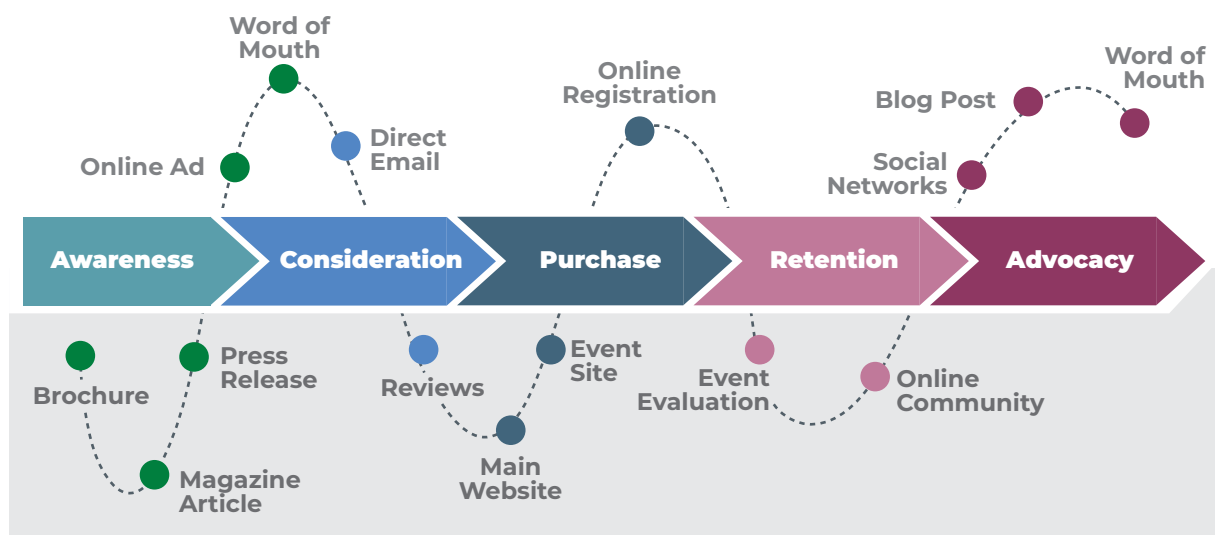 Word of
Mouth
Online Ad
Direct
Email
Online
Registration
Word of
Mouth
Blog Post
Social
Networks
Awareness
Consideration
Purchase
Retention
Advocacy
Brochure
Press
Release
Magazine
Article
Reviews
Event
Site
Main
Website
Event
Evaluation
Online
Community